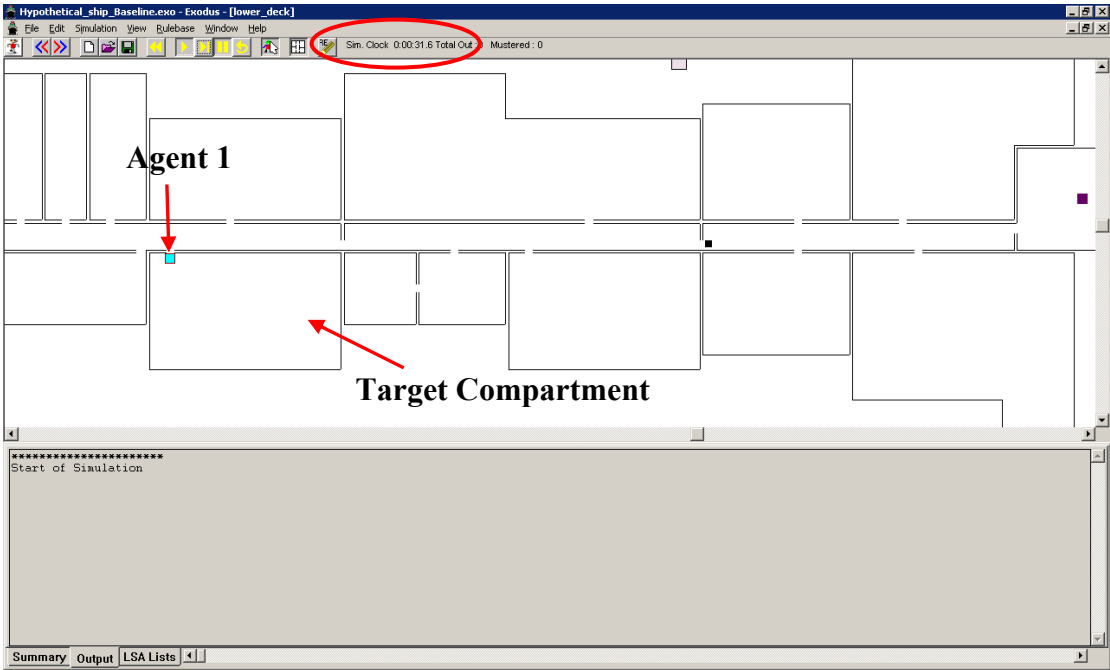 Hypothetical_ship_Baseline.exo - Exodus - [lower_deck]
File Edit Simulation View Rulebase Window Help
Sim. Clock 0:00:31.6 Total Out : 0 Mustered : 0
Agent 1
Target Compartment
**********************
Start of Simulation
Summary Output LSA Lists